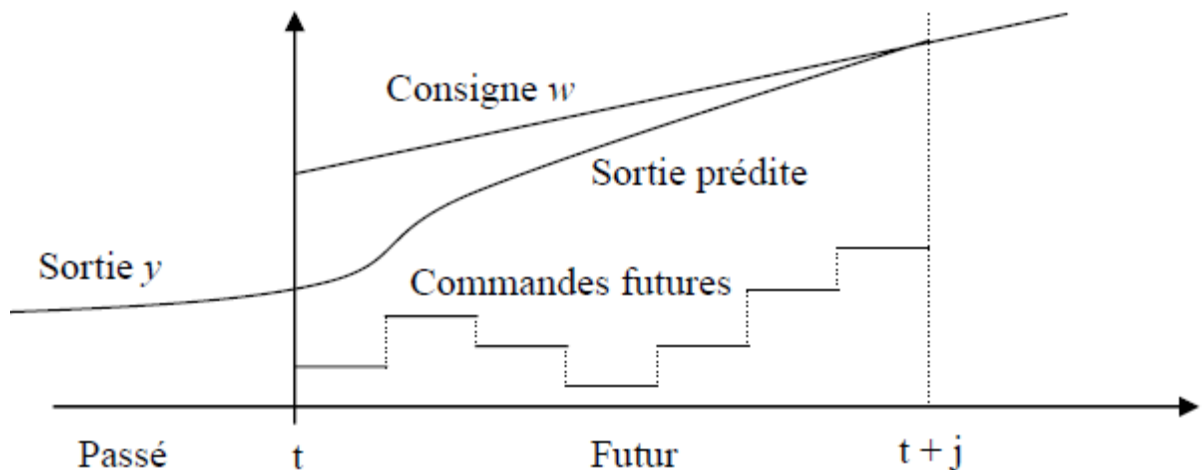 Consigne w
Sortie prédite
Sortie y
Commandes futures
Passé
t
Futur
t + j